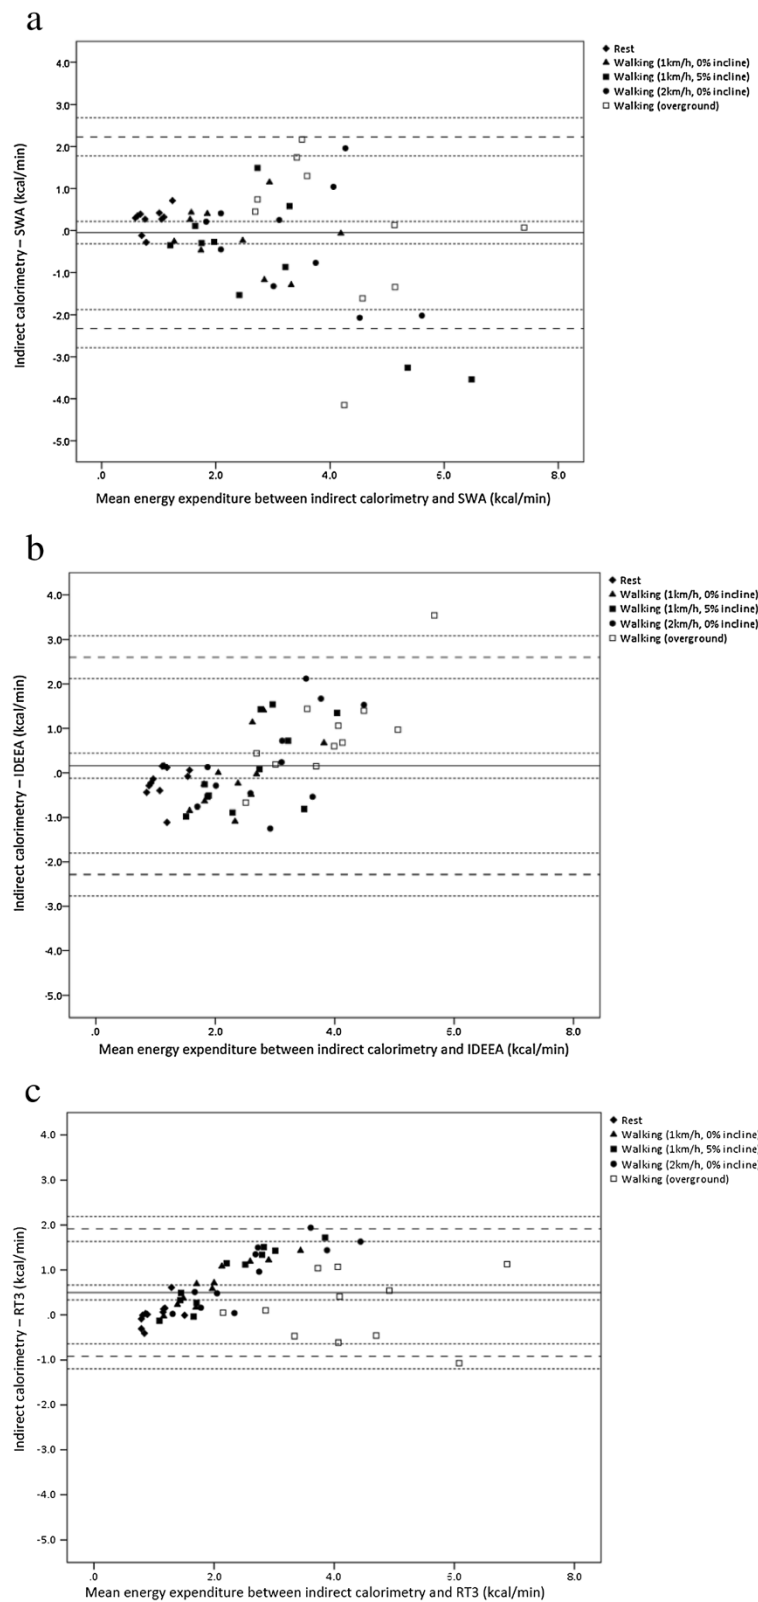 a
Rest
Walking (1km/h, 0% incline)
Walking (1km/h, 5% incline)
Walking (2km/h, 0% incline)
Walking (overground)
Indirect calorimetry – SWA (kcal/min)
4.0
3.0
2.0
1.0
.0
-1.0
-2.0
-3.0
-4.0
-5.0
.0 2.0 4.0 6.0 8.0
Mean energy expenditure between indirect calorimetry and SWA (kcal/min)
b
Rest
Walking (1km/h, 0% incline)
Walking (1km/h, 5% incline)
Walking (2km/h, 0% incline)
Walking (overground)
Indirect calorimetry – IDEEA (kcal/min)
4.0
3.0
2.0
1.0
.0
-1.0
-2.0
-3.0
-4.0
-5.0
.0 2.0 4.0 6.0 8.0
Mean energy expenditure between indirect calorimetry and IDEEA (kcal/min)
c
Rest
Walking (1km/h, 0% incline)
Walking (1km/h, 5% incline)
Walking (2km/h, 0% incline)
Walking (overground)
Indirect calorimetry – RT3 (kcal/min)
4.0
3.0
2.0
1.0
.0
-1.0
-2.0
-3.0
-4.0
-5.0
.0 2.0 4.0 6.0 8.0
Mean energy expenditure between indirect calorimetry and RT3 (kcal/min)